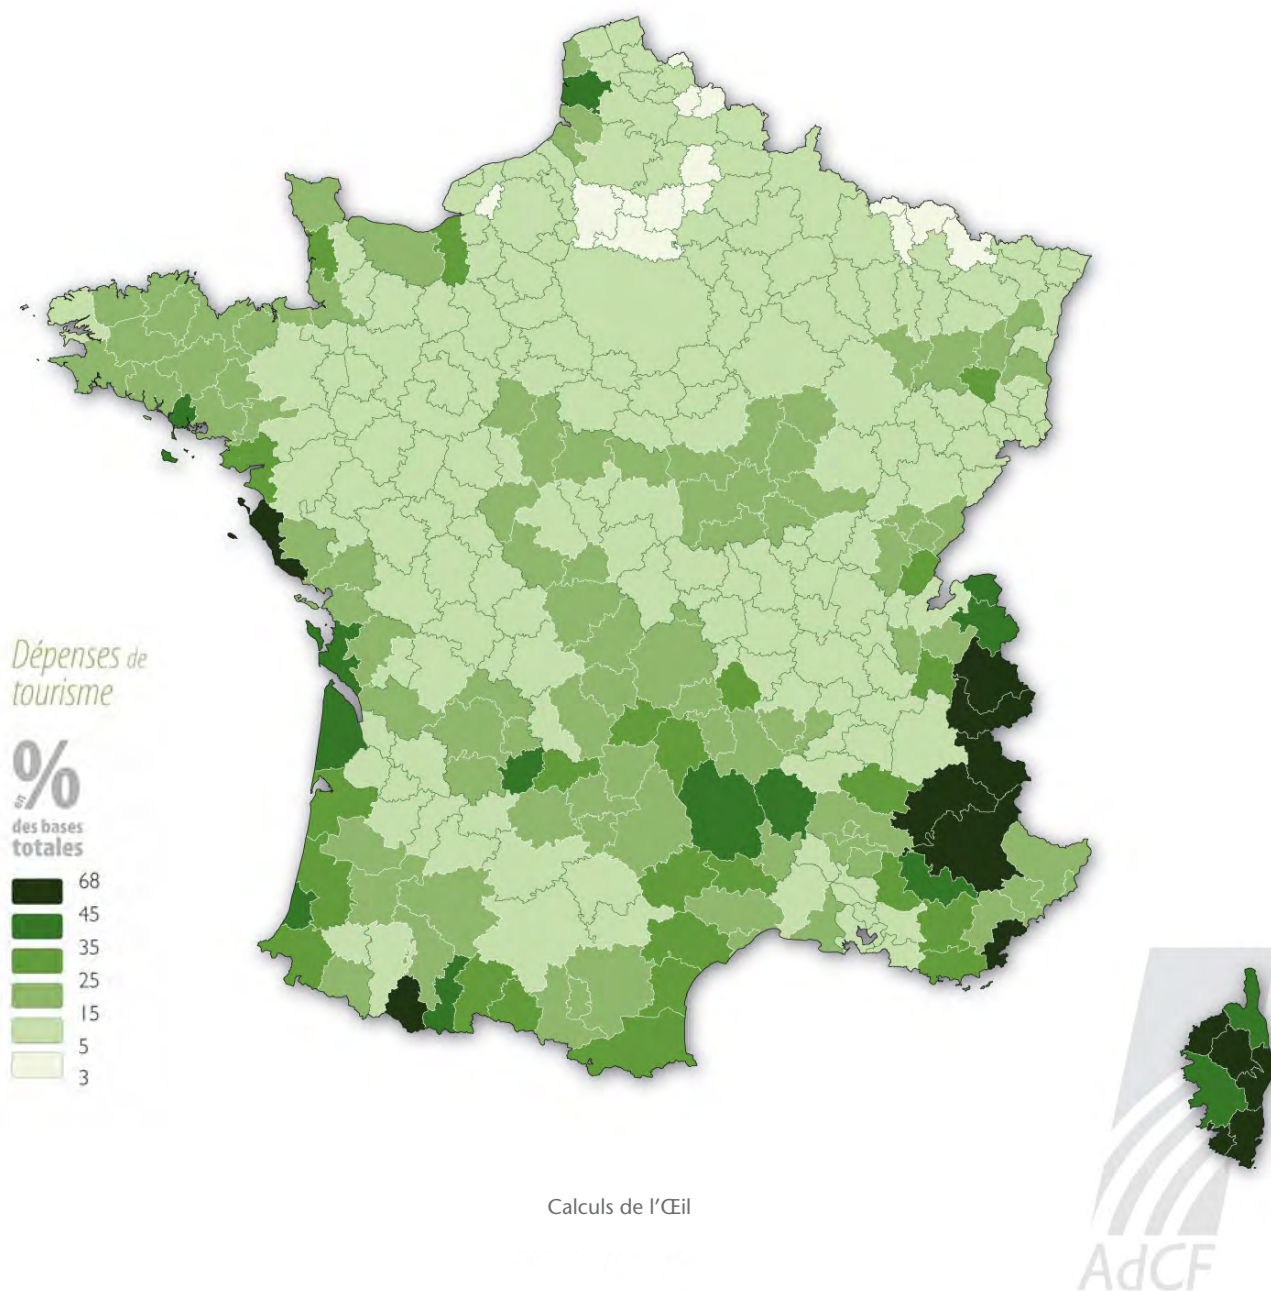 Dépenses de
tourisme
en %
des bases
totales
68
45
35
25
15
5
3
Calculs de l'Œil
AdCF